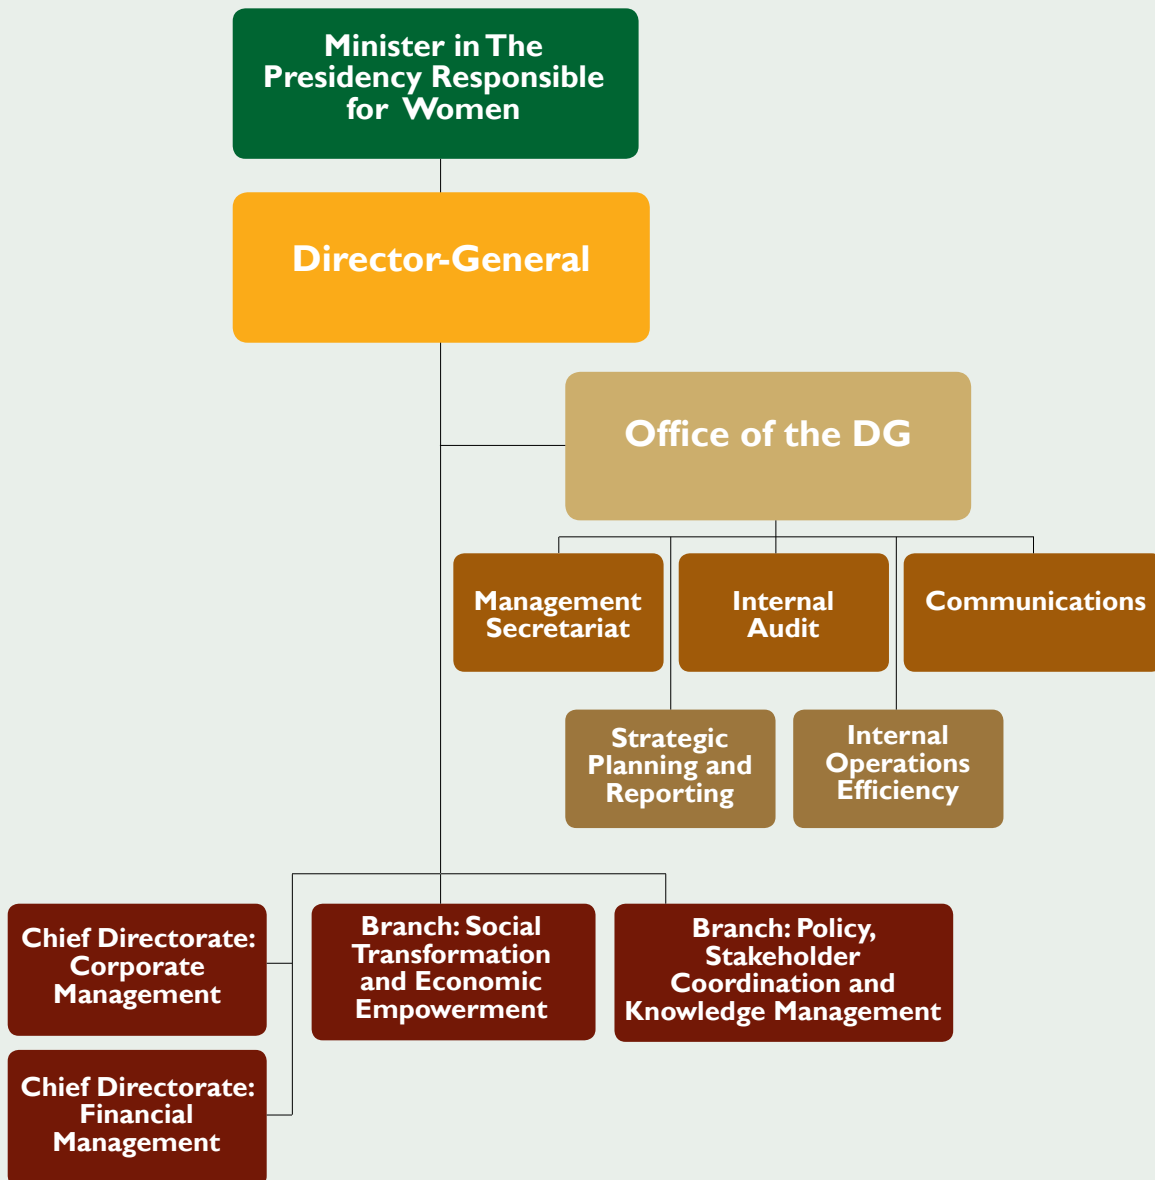 Minister in The
Presidency Responsible
for Women
Director-General
Office of the DG
Management
Secretariat
Internal
Audit
Communications
Strategic
Planning and
Reporting
Internal
Operations
Efficiency
Chief Directorate:
Corporate
Management
Branch: Social
Transformation
and Economic
Empowerment
Branch: Policy,
Stakeholder
Coordination and
Knowledge Management
Chief Directorate:
Financial
Management